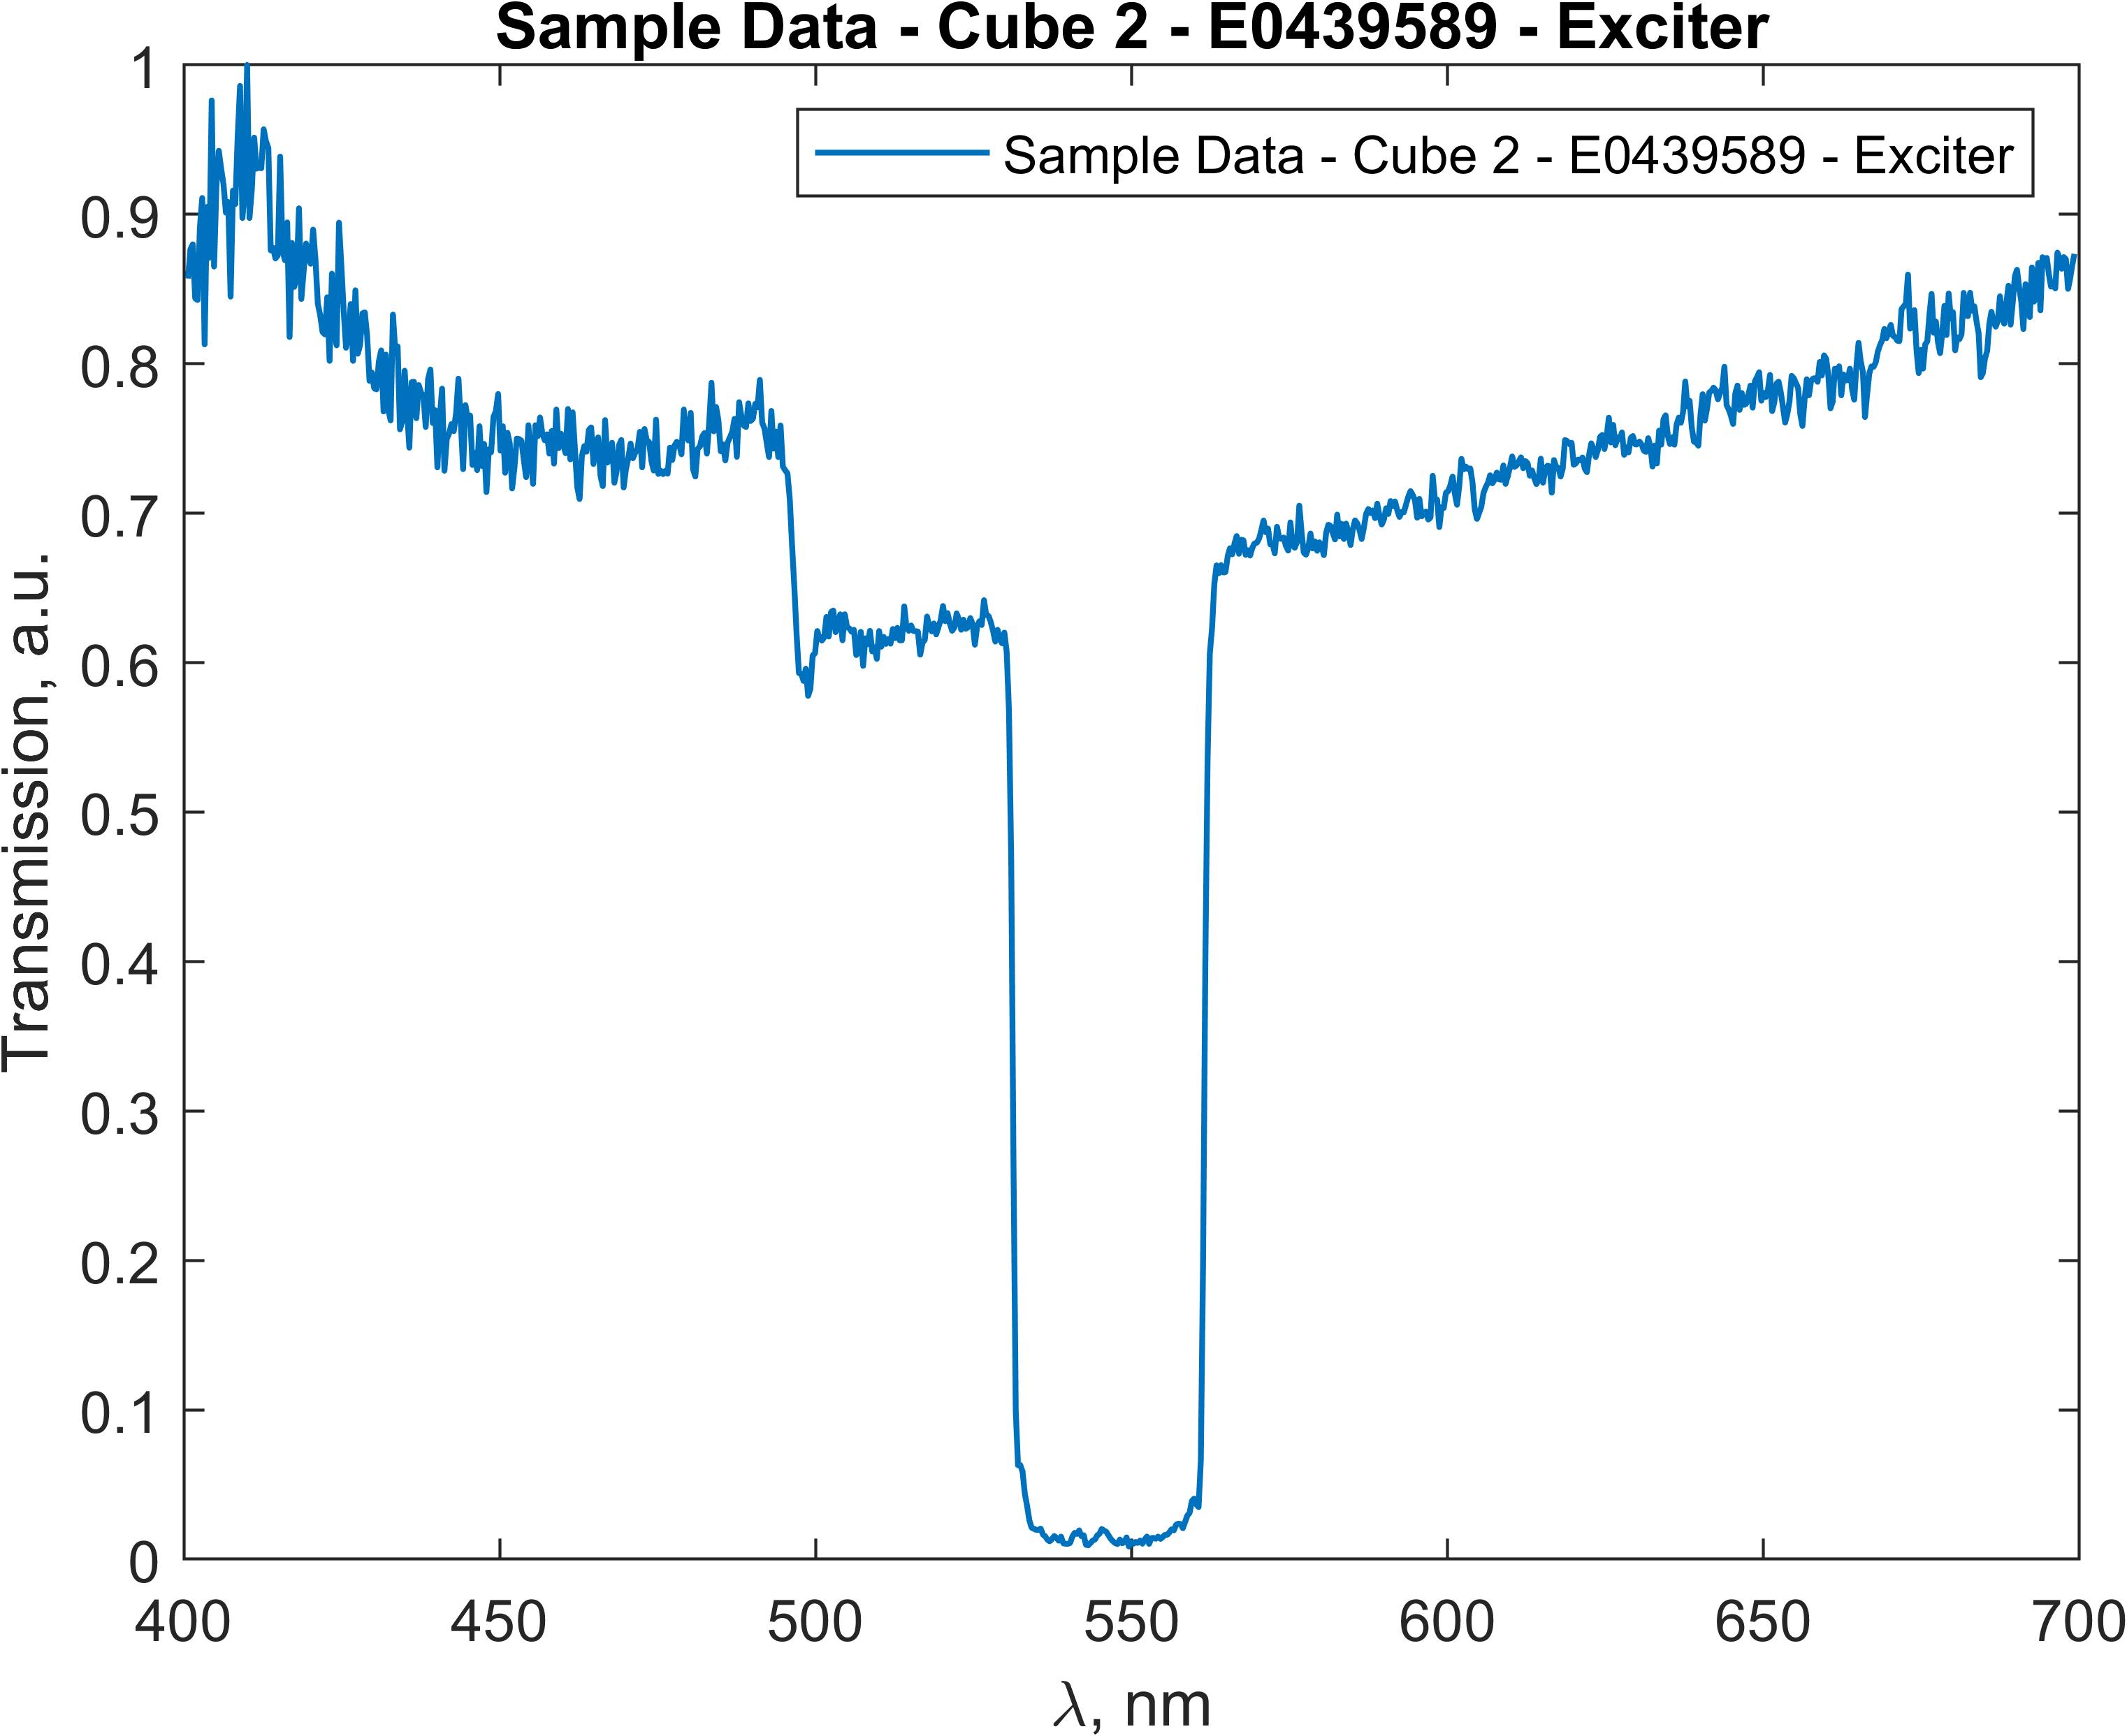 Sample Data - Cube 2 - E0439589 - Exciter
Sample Data - Cube 2 - E0439589 - Exciter
Transmission, a.u.
1
0.9
0.8
0.7
0.6
0.5
0.4
0.3
0.2
0.1
0
400 450 500 550 600 650 700
λ, nm